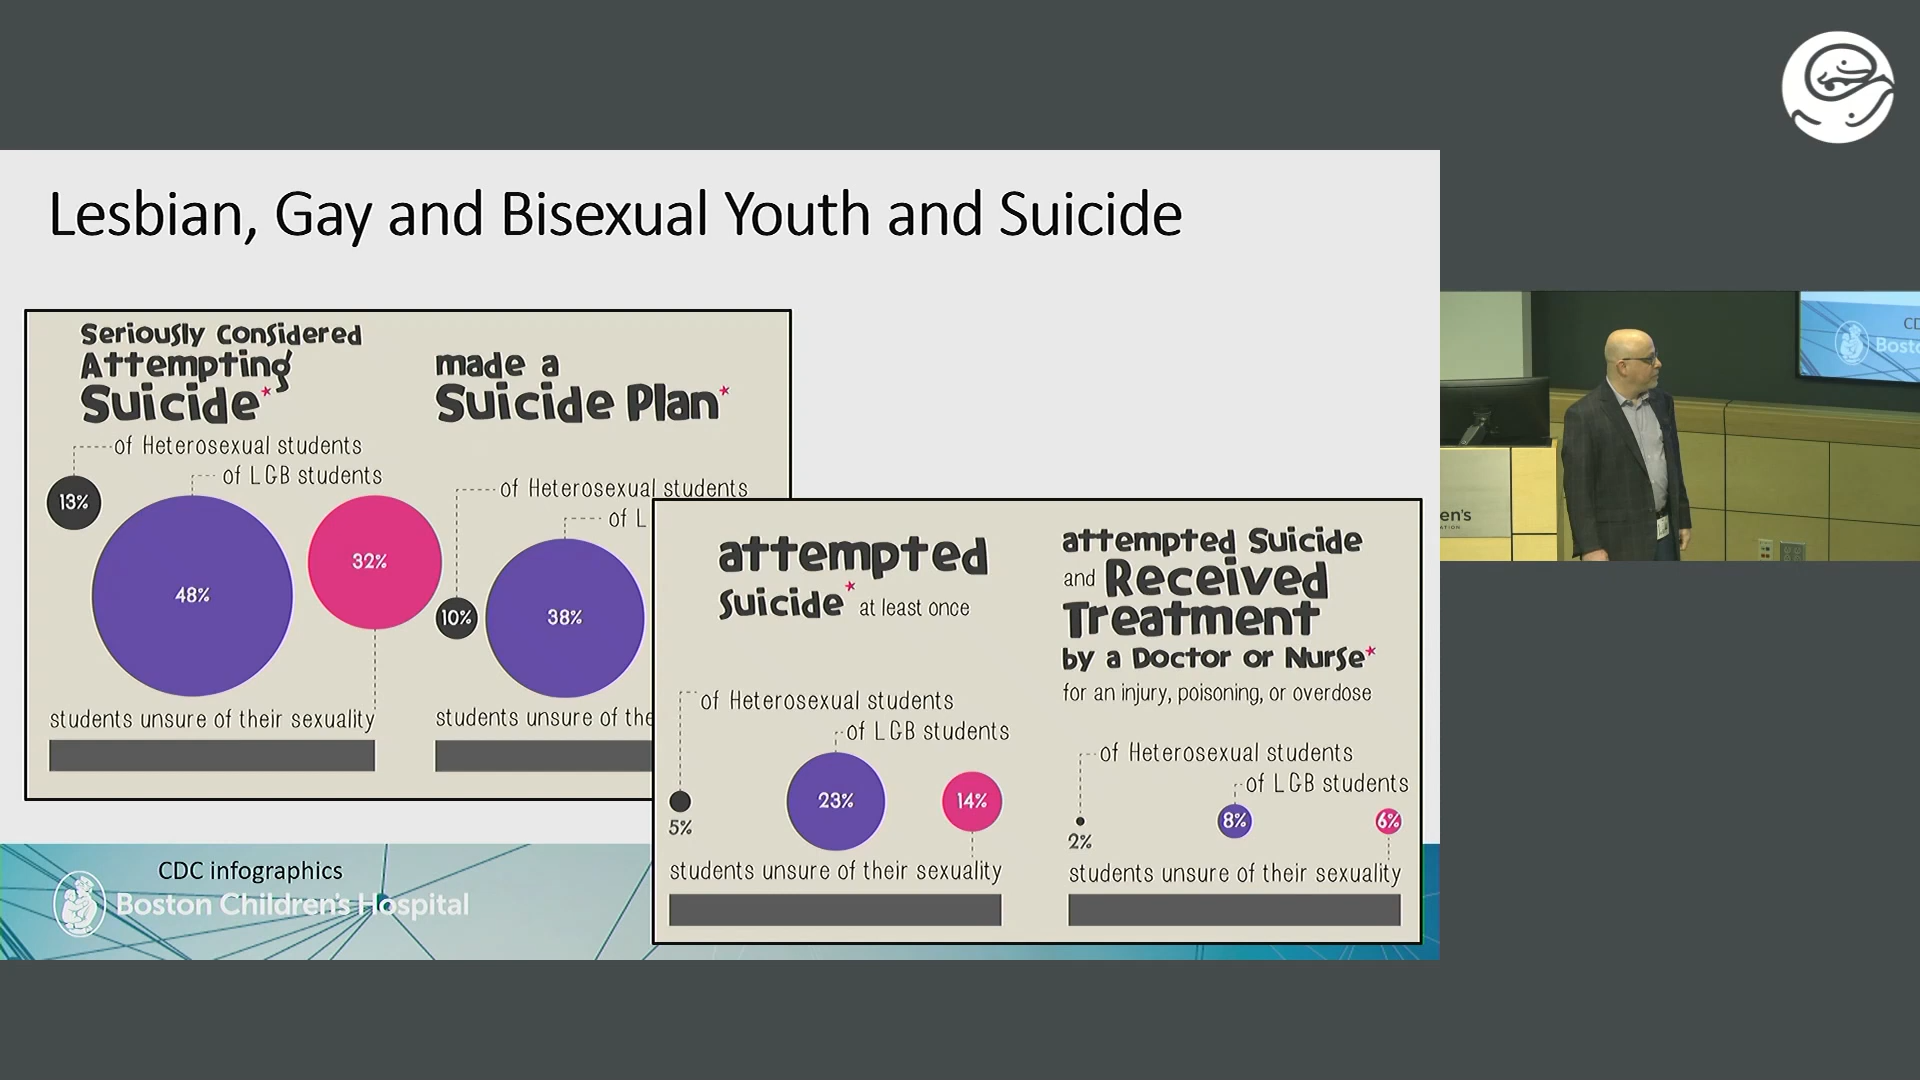 Lesbian, Gay and Bisexual Youth and Suicide
Seriously Considered
Attempting
Suicide*
of Heterosexual students
of LGB students
13%
48%
32%
students unsure of their sexuality
made a
Suicide Plan*
of Heterosexual students
of L
10%
38%
students unsure of the
attempted
Suicide* at least once
of Heterosexual students
of LGB students
5%
23%
14%
students unsure of their sexuality
attempted Suicide
and Received
Treatment
by a Doctor or Nurse*
for an injury, poisoning, or overdose
of Heterosexual students
of LGB students
2%
8%
6%
students unsure of their sexuality
CDC infographics
Boston Children's Hospital
CD
Bosto
en's